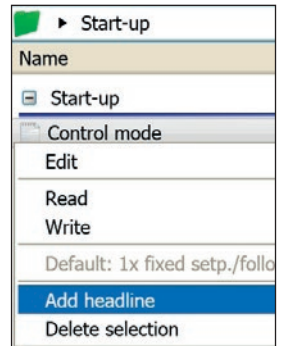 Start-up
Name
Start-up
Control mode
Edit
Read
Write
Default: 1x fixed setp./follo
Add headline
Delete selection